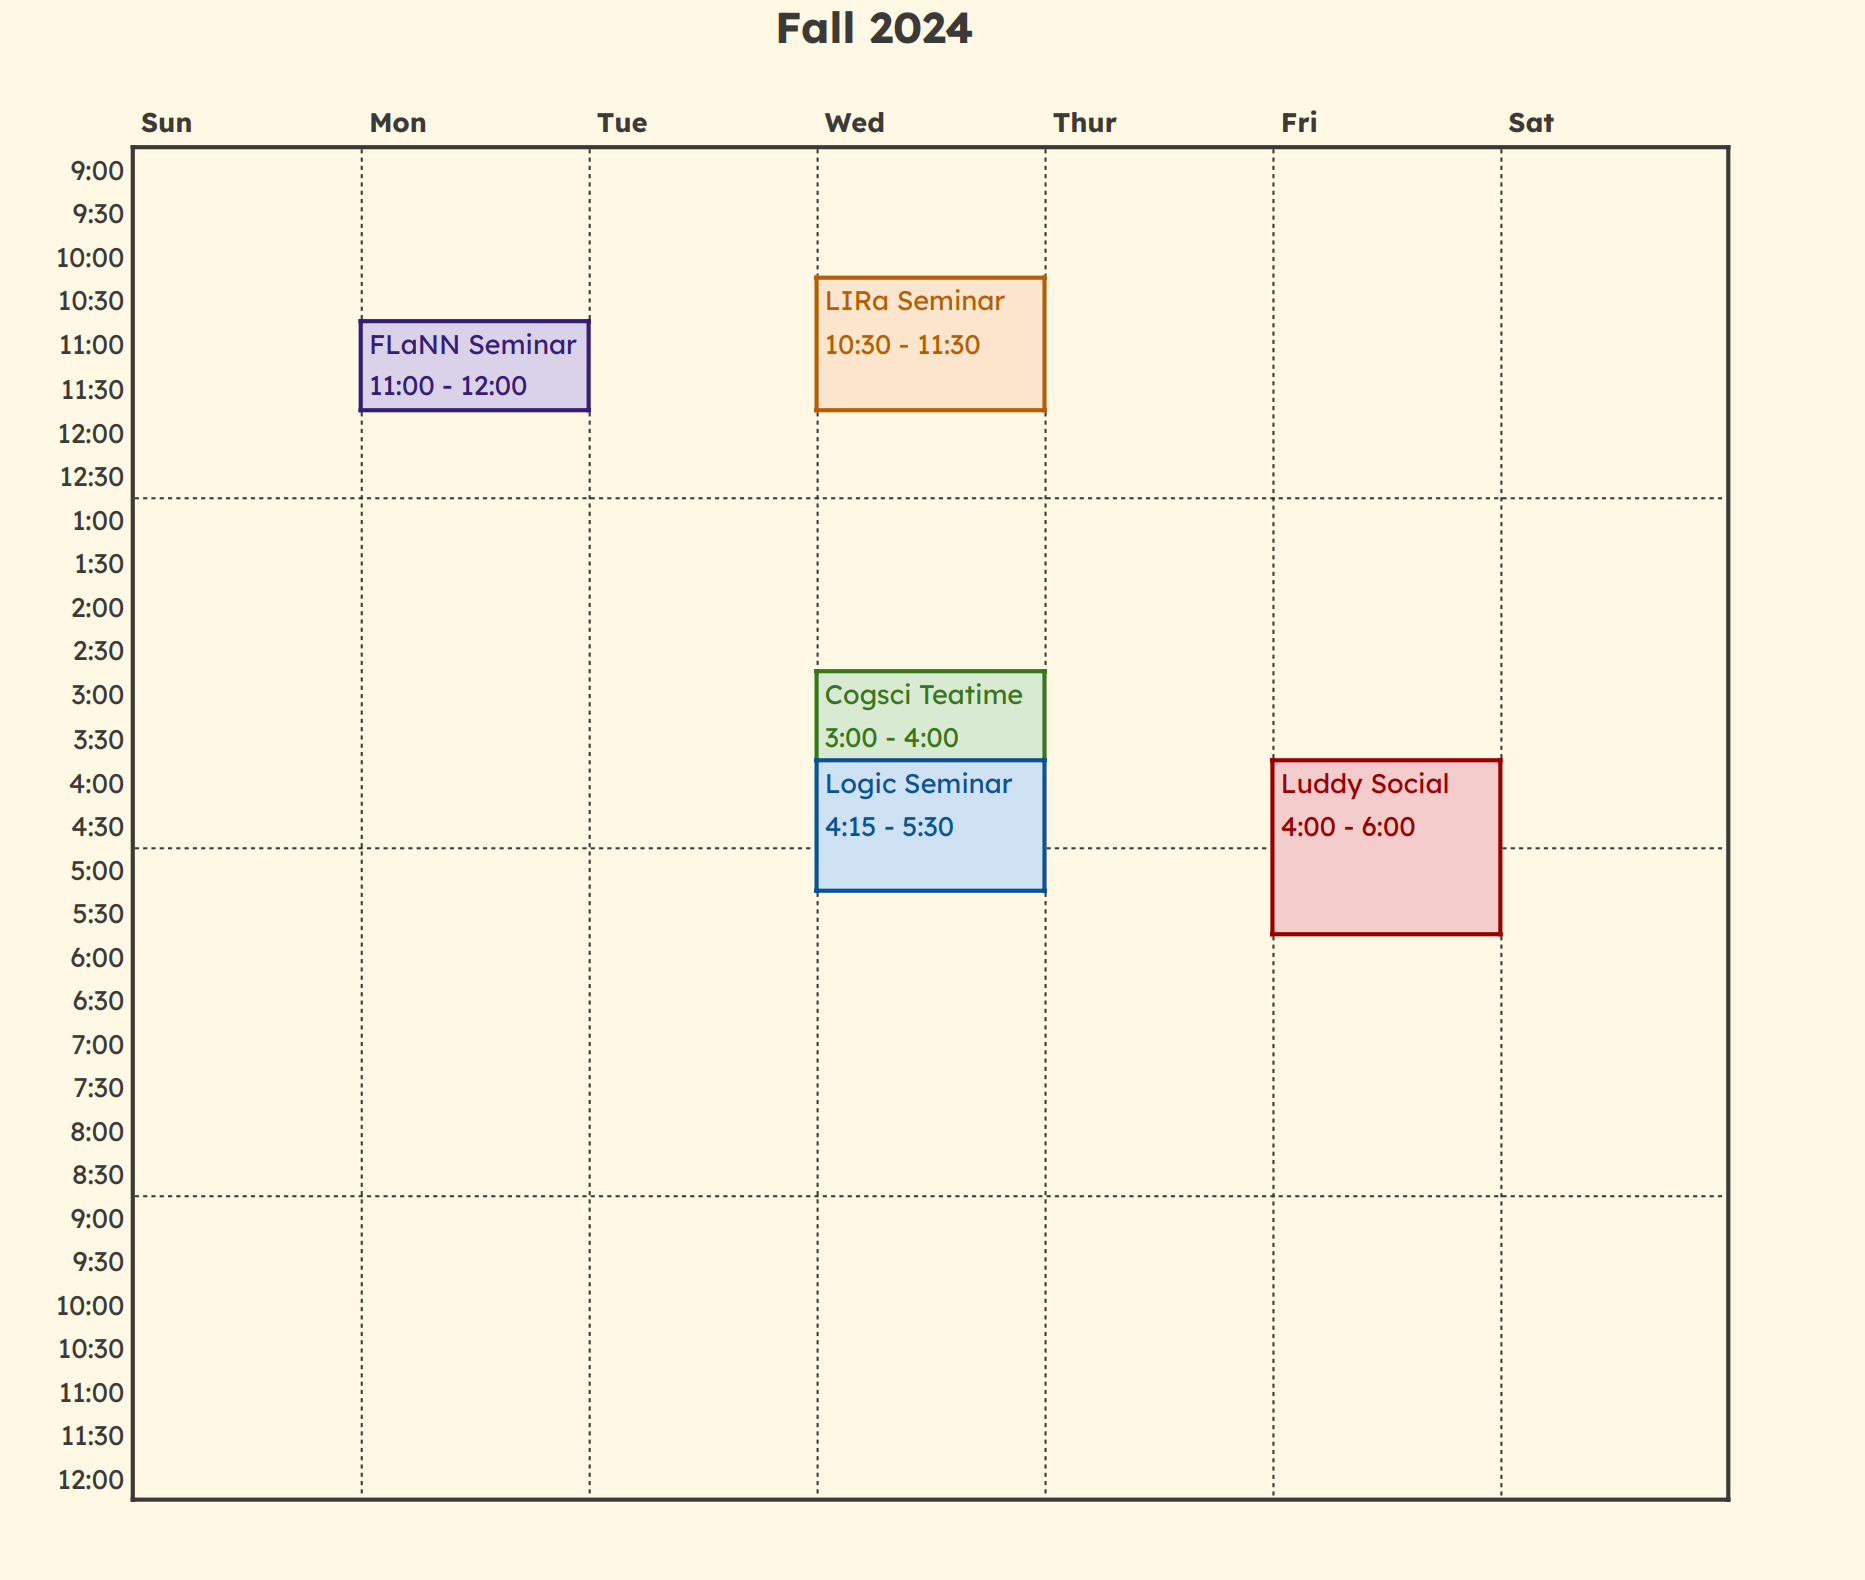 Fall 2024
Sun Mon Tue Wed Thur Fri Sat
9:00
9:30
10:00
10:30 LIRa Seminar
11:00 FLaNN Seminar 10:30 - 11:30
11:30 11:00 - 12:00
12:00
12:30
1:00
1:30
2:00
2:30
3:00 Cogsci Teatime
3:30 3:00 - 4:00
4:00 Logic Seminar Luddy Social
4:30 4:15 - 5:30 4:00 - 6:00
5:00
5:30
6:00
6:30
7:00
7:30
8:00
8:30
9:00
9:30
10:00
10:30
11:00
11:30
12:00